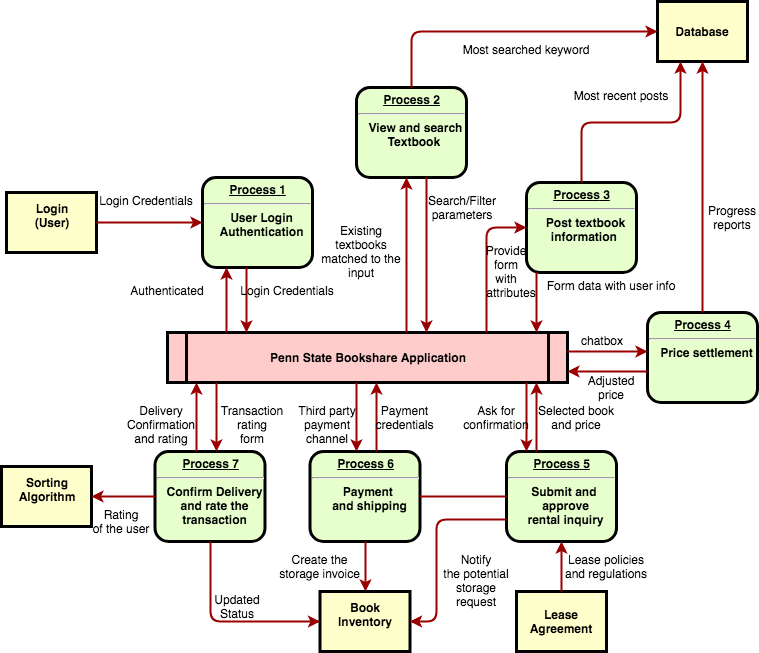 Database
Most searched keyword
Process 2
View and search
Textbook
Most recent posts
Process 1
User Login
Authentication
Login
(User)
Login Credentials
Process 3
Post textbook
information
Search/Filter
parameters
Existing
textbooks
matched to the
input
Progress
reports
Provide
form
with
attributes
Form data with user info
Authenticated
Login Credentials
Process 4
Price settlement
Penn State Bookshare Application
chatbox
Adjusted
price
Delivery
Confirmation
and rating
Transaction
rating
form
Third party
payment
channel
Payment
credentials
Ask for
confirmation
Selected book
and price
Sorting
Algorithm
Process 7
Confirm Delivery
and rate the
transaction
Process 6
Payment
and shipping
Process 5
Submit and
approve
rental inquiry
Rating
of the user
Create the
storage invoice
Notify
the potential
storage
request
Lease policies
and regulations
Updated
Status
Book
Inventory
Lease
Agreement